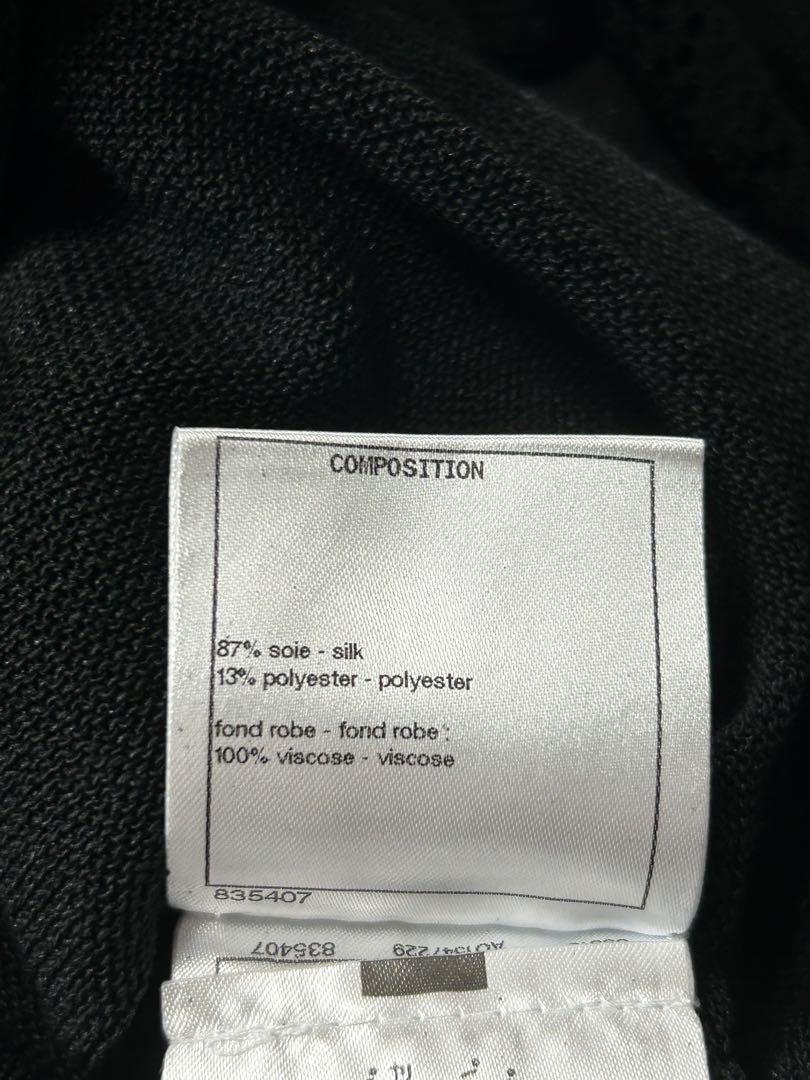 COMPOSITION
87% soie - silk
13% polyester - polyester
fond robe - fond robe :
100% viscose - viscose
835407
835407